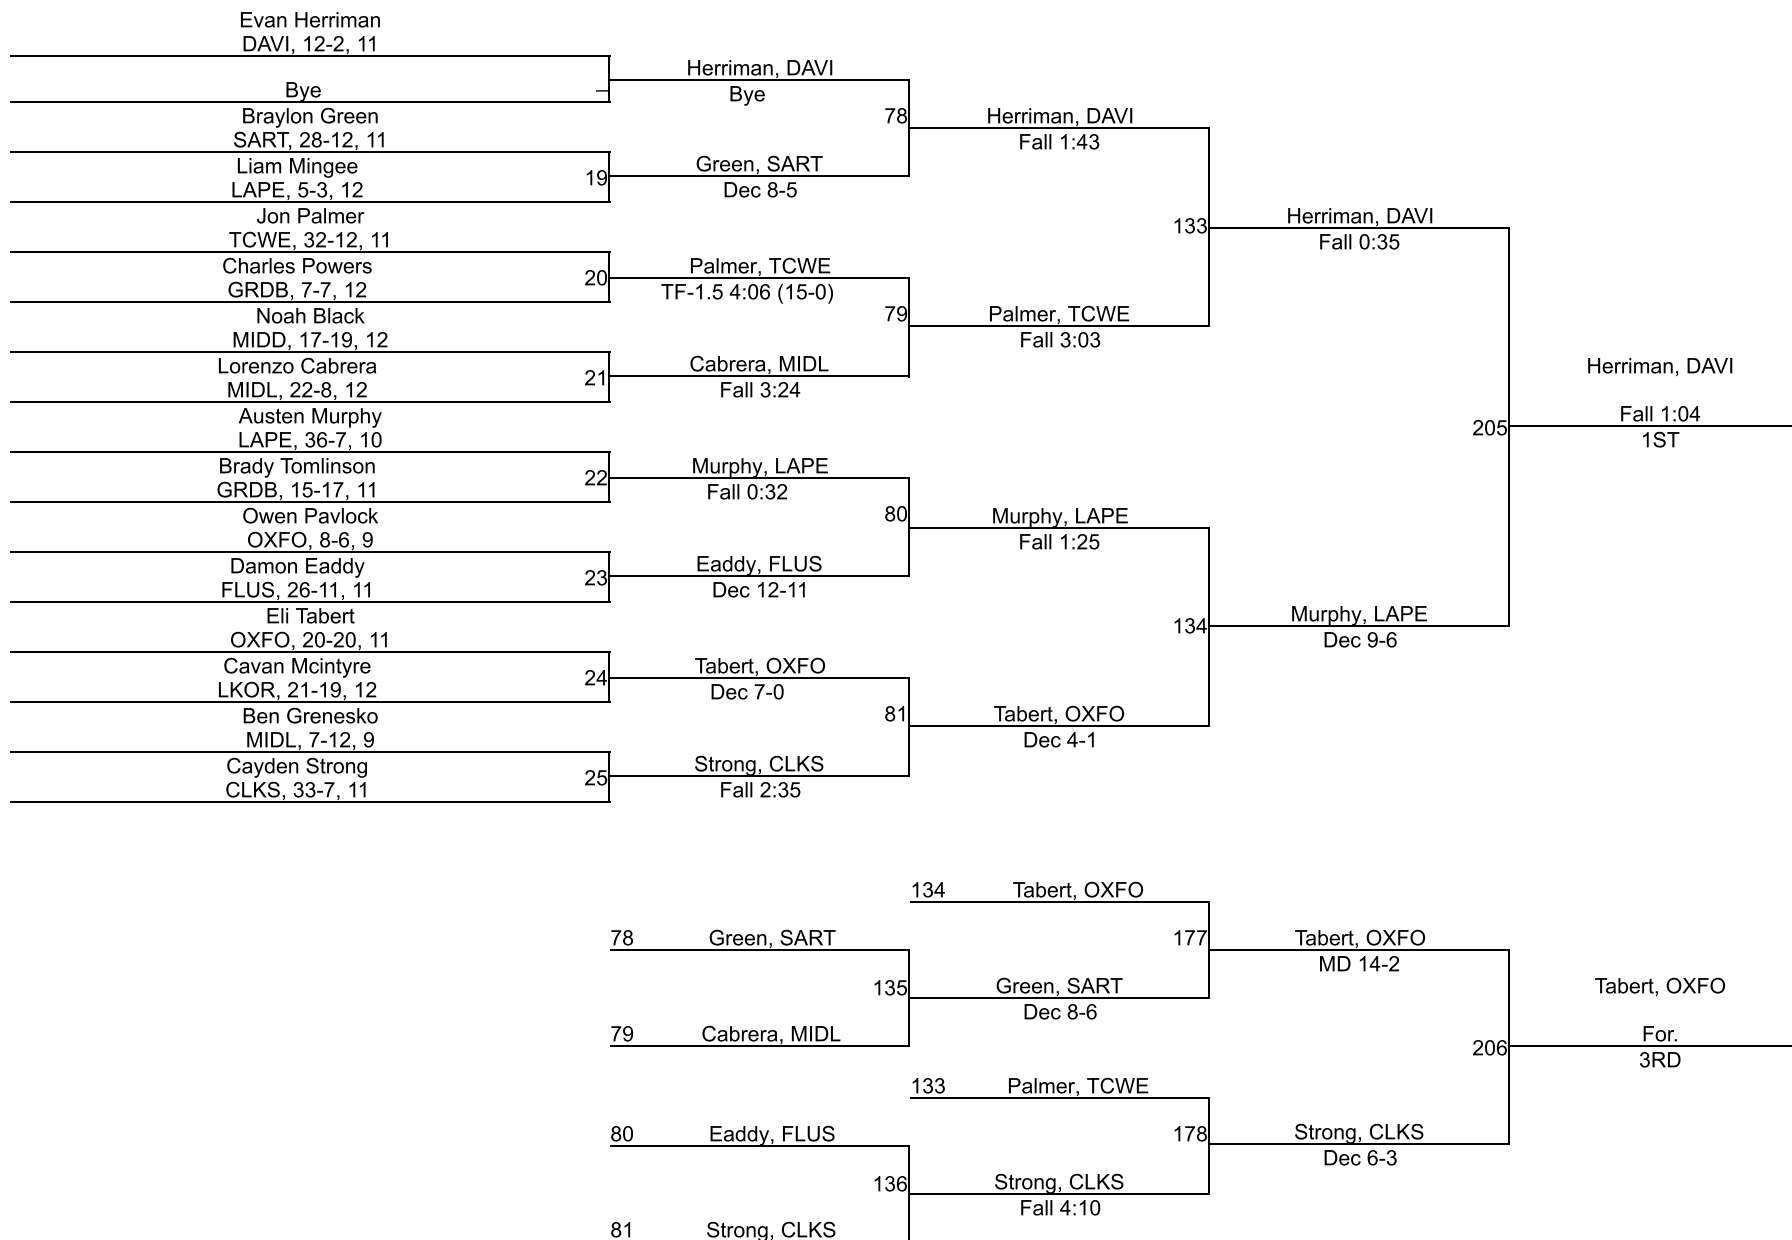 Evan Herriman
DAVI, 12-2, 11
Bye
Braylon Green
SART, 28-12, 11
Liam Mingee
LAPE, 5-3, 12
19
Jon Palmer
TCWE, 32-12, 11
Charles Powers
GRDB, 7-7, 12
20
Noah Black
MIDD, 17-19, 12
Lorenzo Cabrera
MIDL, 22-8, 12
21
Austen Murphy
LAPE, 36-7, 10
Brady Tomlinson
GRDB, 15-17, 11
22
Owen Pavlock
OXFO, 8-6, 9
Damon Eaddy
FLUS, 26-11, 11
23
Eli Tabert
OXFO, 20-20, 11
Cavan Mcintyre
LKOR, 21-19, 12
24
Ben Grenesko
MIDL, 7-12, 9
Cayden Strong
CLKS, 33-7, 11
25
Herriman, DAVI
Bye
78
Green, SART
Dec 8-5
Palmer, TCWE
TF-1.5 4:06 (15-0)
79
Cabrera, MIDL
Fall 3:24
Murphy, LAPE
Fall 0:32
80
Eaddy, FLUS
Dec 12-11
Tabert, OXFO
Dec 7-0
81
Strong, CLKS
Fall 2:35
Herriman, DAVI
Fall 1:43
133
Palmer, TCWE
Fall 3:03
Murphy, LAPE
Fall 1:25
134
Tabert, OXFO
Dec 4-1
Herriman, DAVI
Fall 0:35
205
Murphy, LAPE
Dec 9-6
Herriman, DAVI
Fall 1:04
1ST
78 Green, SART
135
79 Cabrera, MIDL
80 Eaddy, FLUS
136
81 Strong, CLKS
134 Tabert, OXFO
177
Green, SART
Dec 8-6
133 Palmer, TCWE
178
Strong, CLKS
Fall 4:10
Tabert, OXFO
MD 14-2
206
Strong, CLKS
Dec 6-3
Tabert, OXFO
For.
3RD